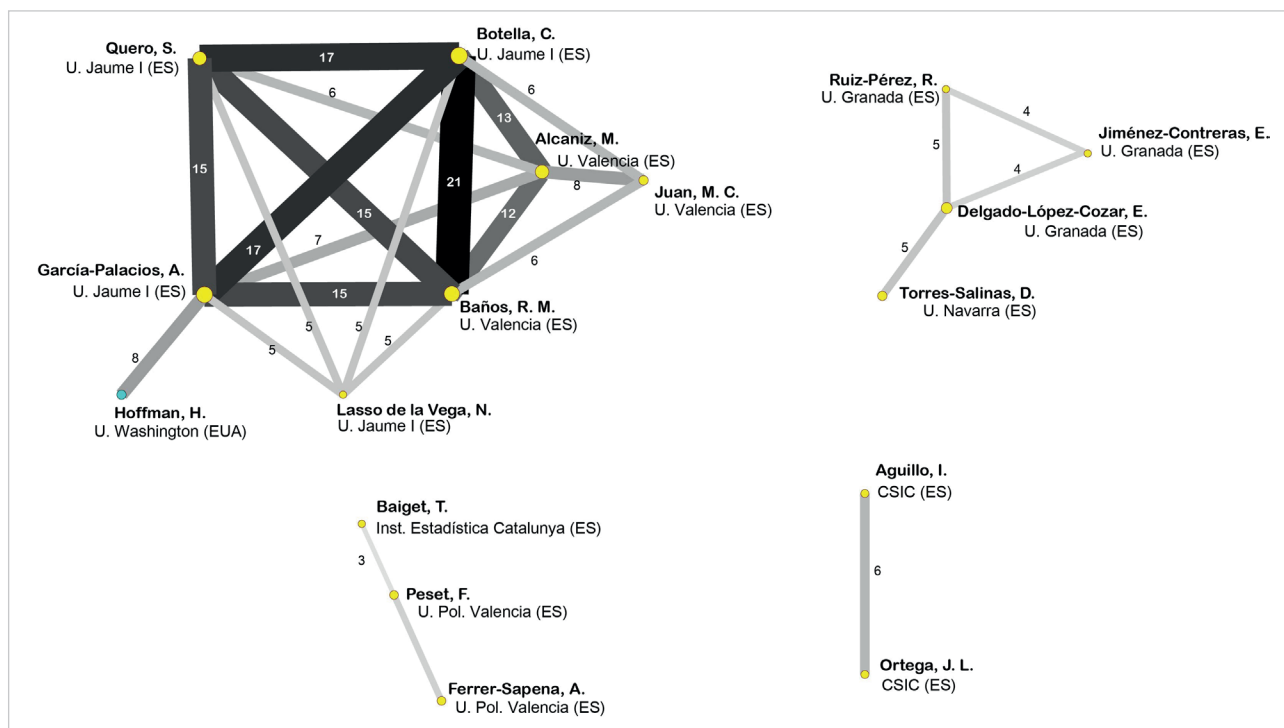 Quero, S.
U. Jaume I (ES)
Botella, C.
U. Jaume I (ES)
17
6
6
13
Alcaniz, M.
U. Valencia (ES)
8
Juan, M. C.
U. Valencia (ES)
15
21
15
12
17
7
6
García-Palacios, A.
U. Jaume I (ES)
15
Baños, R. M.
U. Valencia (ES)
5
5
5
5
8
Hoffman, H.
U. Washington (EUA)
Lasso de la Vega, N.
U. Jaume I (ES)
Ruiz-Pérez, R.
U. Granada (ES)
4
Jiménez-Contreras, E.
U. Granada (ES)
5
4
Delgado-López-Cozar, E.
U. Granada (ES)
5
Torres-Salinas, D.
U. Navarra (ES)
Baiget, T.
Inst. Estadística Catalunya (ES)
3
Peset, F.
U. Pol. Valencia (ES)
Ferrer-Sapena, A.
U. Pol. Valencia (ES)
Aguillo, I.
CSIC (ES)
6
Ortega, J. L.
CSIC (ES)